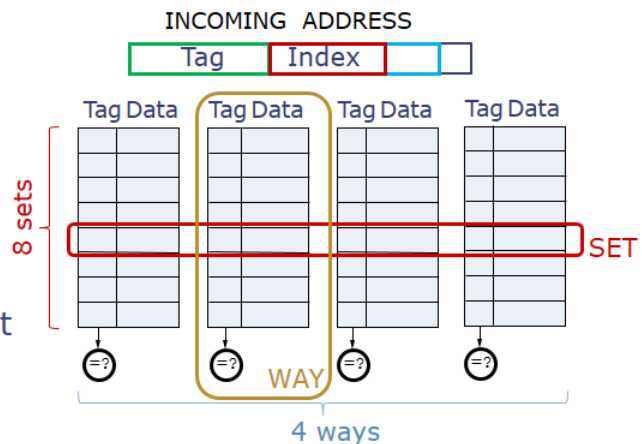 INCOMING ADDRESS
Tag Index
Tag Data Tag Data Tag Data Tag Data
8 sets
SET
t
=? =? =? =?
WAY
4 ways